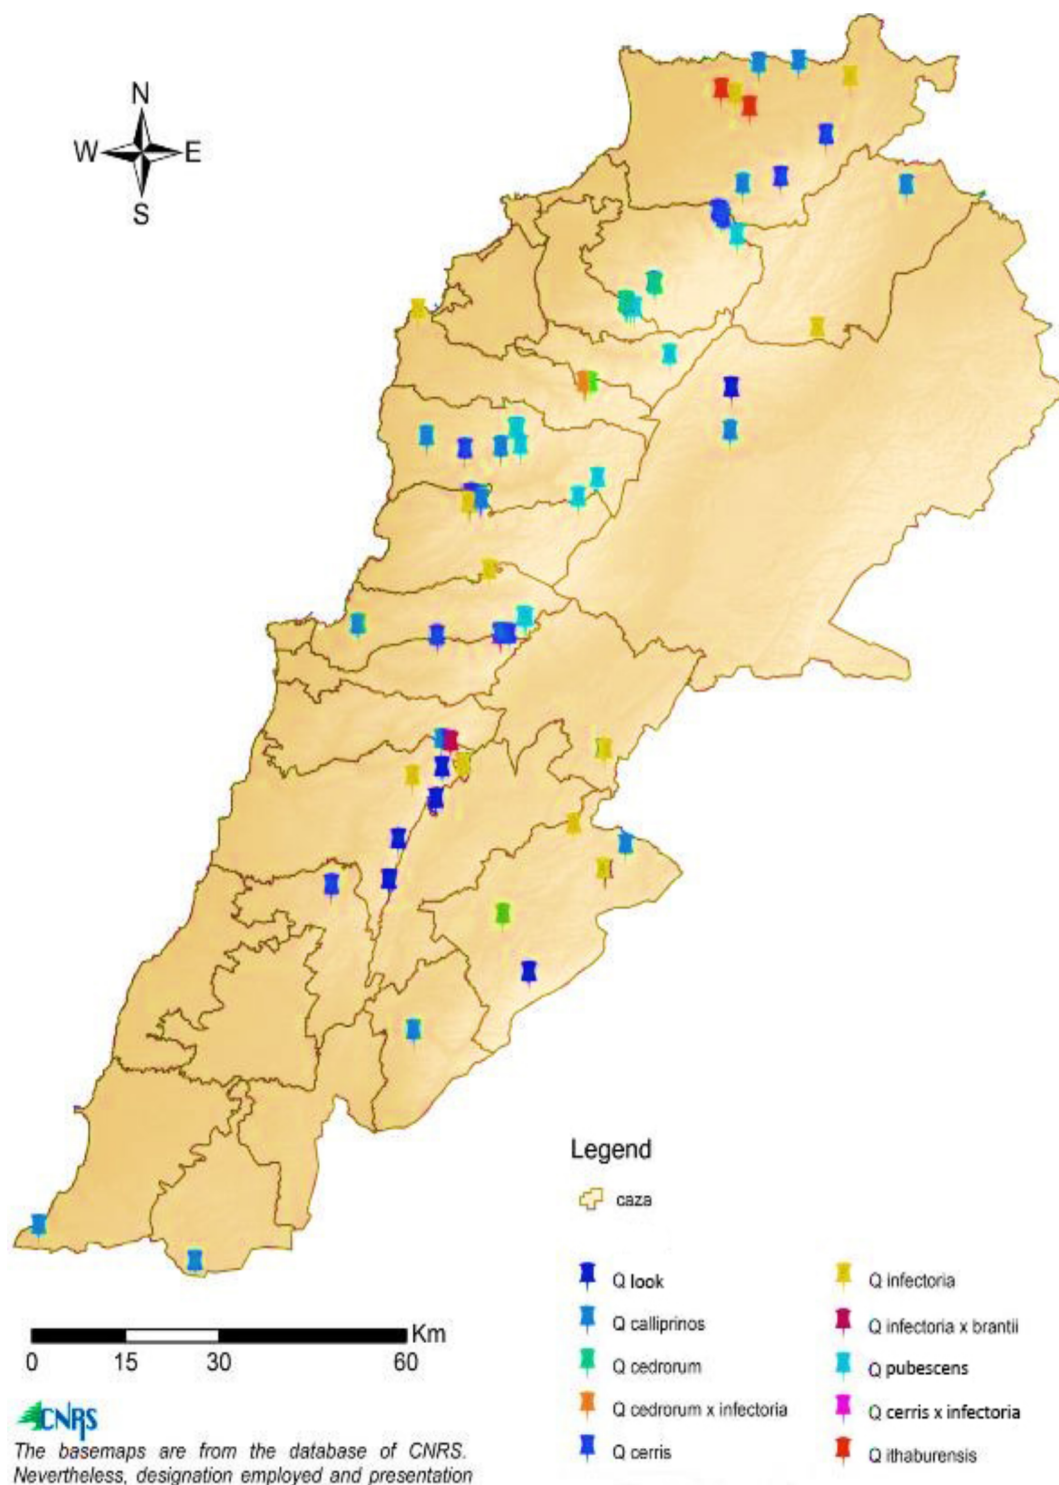 N
W E
S
Legend
caza
Q look
Q calliprinos
Q cedrorum
Q cedrorum x infectoria
Q cerris
Q infectoria
Q infectoria x brantii
Q pubescens
Q cerris x infectoria
Q ithaburensis
Km
0 15 30 60
CNRS
The basemaps are from the database of CNRS.
Nevertheless, designation employed and presentation